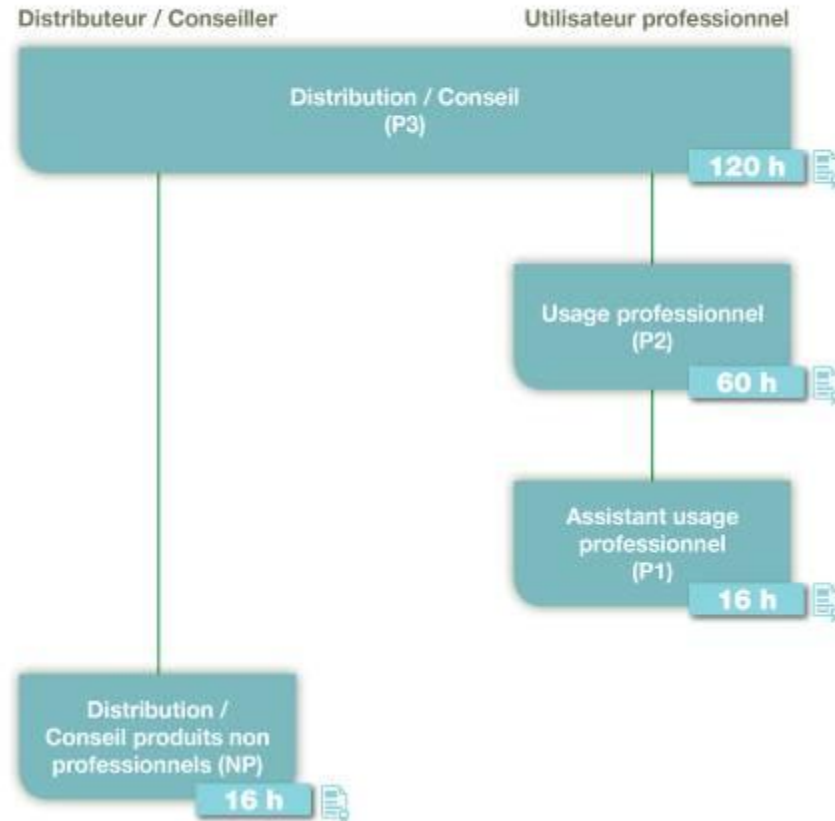 Distributeur / Conseiller
Utilisateur professionnel
Distribution / Conseil
(P3)
120 h
Usage professionnel
(P2)
60 h
Assistant usage
professionnel
(P1)
16 h
Distribution /
Conseil produits non
professionnels (NP)
16 h